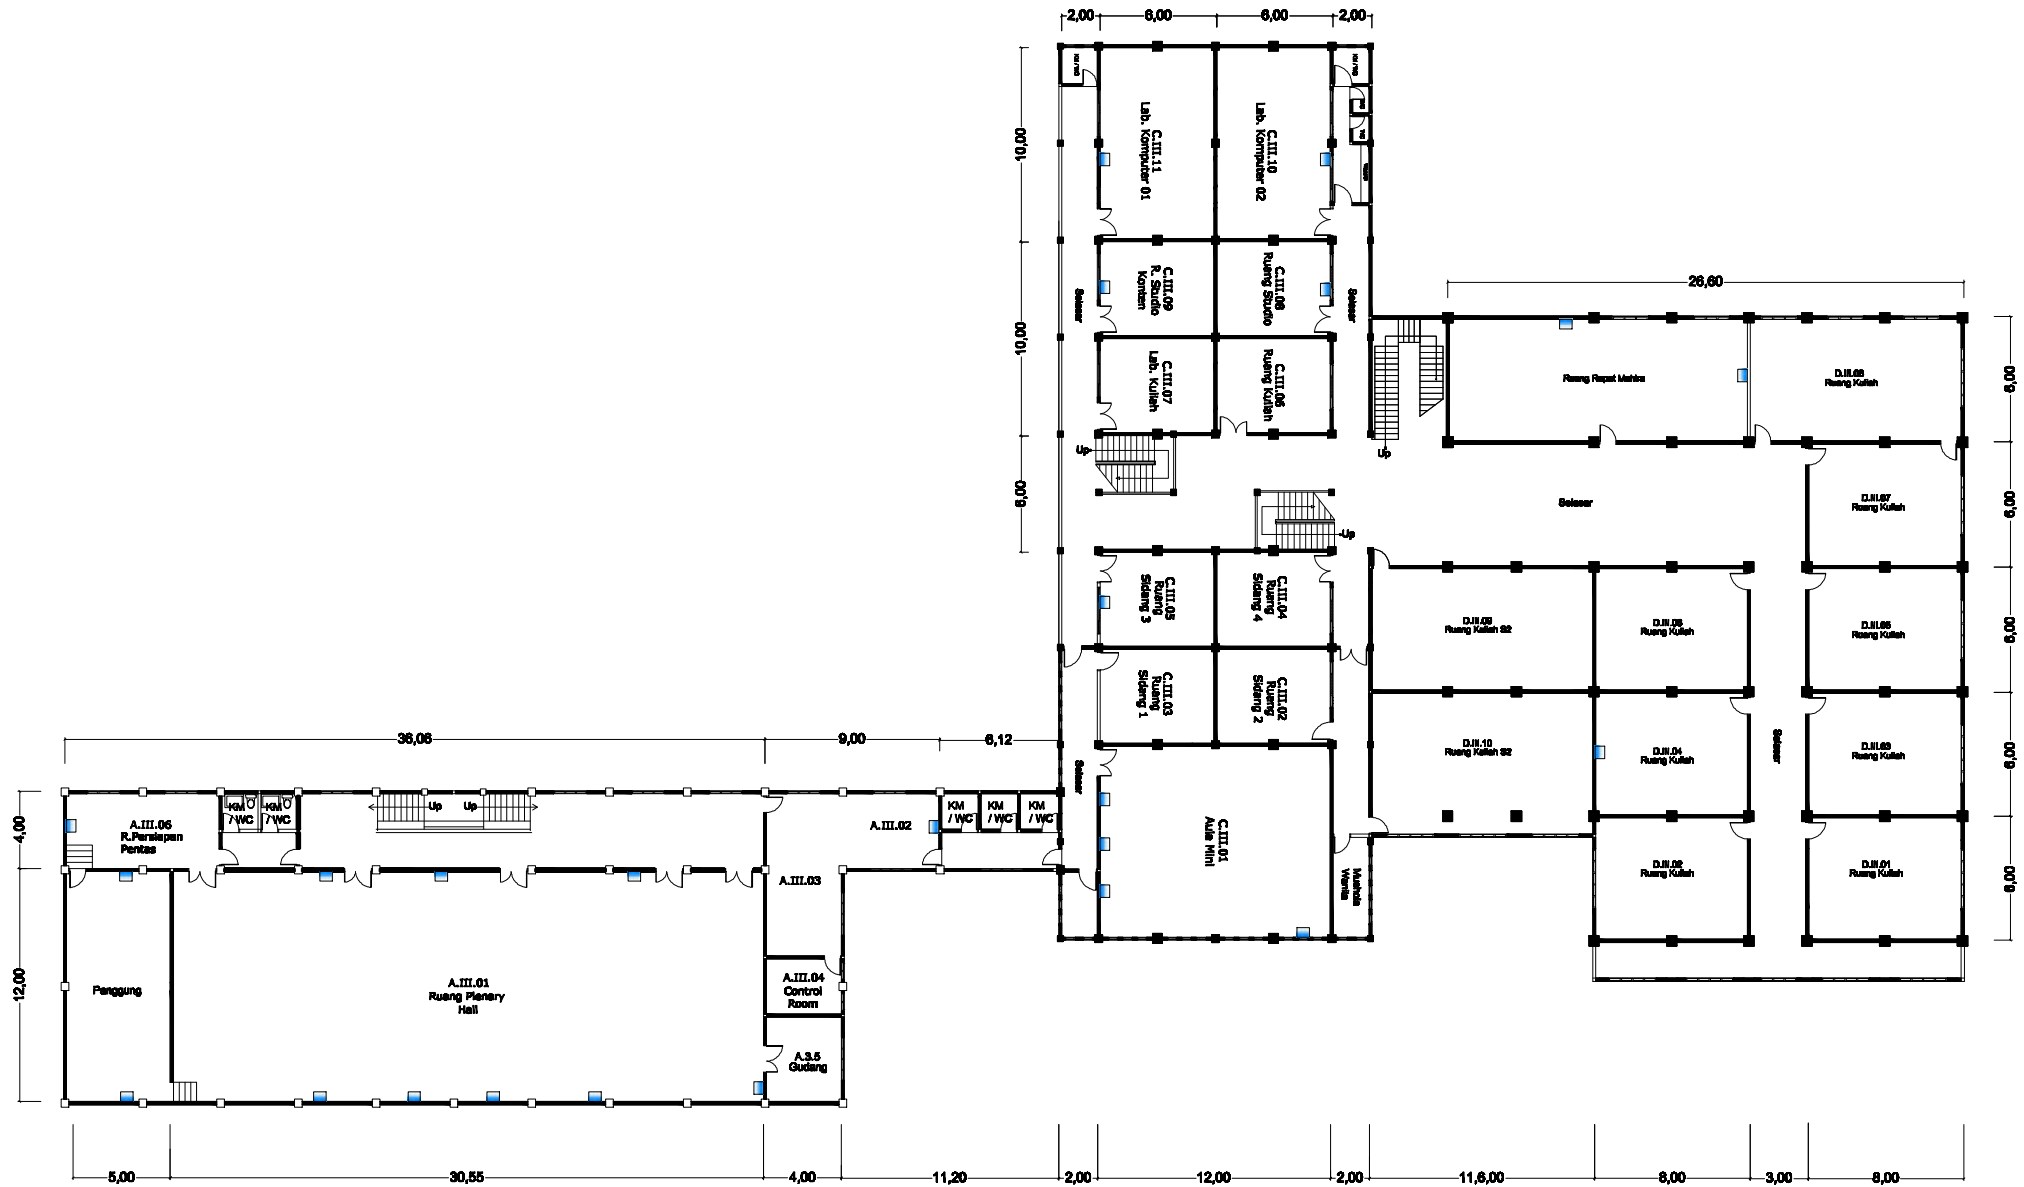 2,00
6,00
6,00
2,00
KM / WC
KM / WC
10,00
C.III.11
Lab. Komputer 01
C.III.10
Lab. Komputer 02
10,00
Selasar
C.III.09
R. Studio
Konten
C.III.08
Ruang Studio
Selasar
26,60
C.III.07
Lab. Kuliah
C.III.06
Ruang Kuliah
Ruang Rapat Mahira
D.III.08
Ruang Kuliah
6,00
Up
Up
6,00
Selasar
D.III.07
Ruang Kuliah
6,00
Up
C.III.05
Ruang
Sidang 3
C.III.04
Ruang
Sidang 4
D.III.09
Ruang Kuliah S2
D.III.06
Ruang Kuliah
D.III.05
Ruang Kuliah
6,00
C.III.03
Ruang
Sidang 1
C.III.02
Ruang
Sidang 2
36,06
9,00
6,12
Selasar
D.III.10
Ruang Kuliah S2
D.III.04
Ruang Kuliah
Selasar
D.III.03
Ruang Kuliah
6,00
4,00
A.III.06
R.Persiapan
Pentas
KM
/ WC
KM
/ WC
Up
Up
A.III.02
KM
/ WC
KM
/ WC
KM
/ WC
C.III.01
Aula Mini
Mushola
Wanita
D.III.02
Ruang Kuliah
D.III.01
Ruang Kuliah
6,00
A.III.03
12,00
Panggung
A.III.01
Ruang Plenary
Hall
A.III.04
Control
Room
A.3.5
Gudang
5,00
30,55
4,00
11,20
2,00
12,00
2,00
11,6,00
8,00
3,00
8,00